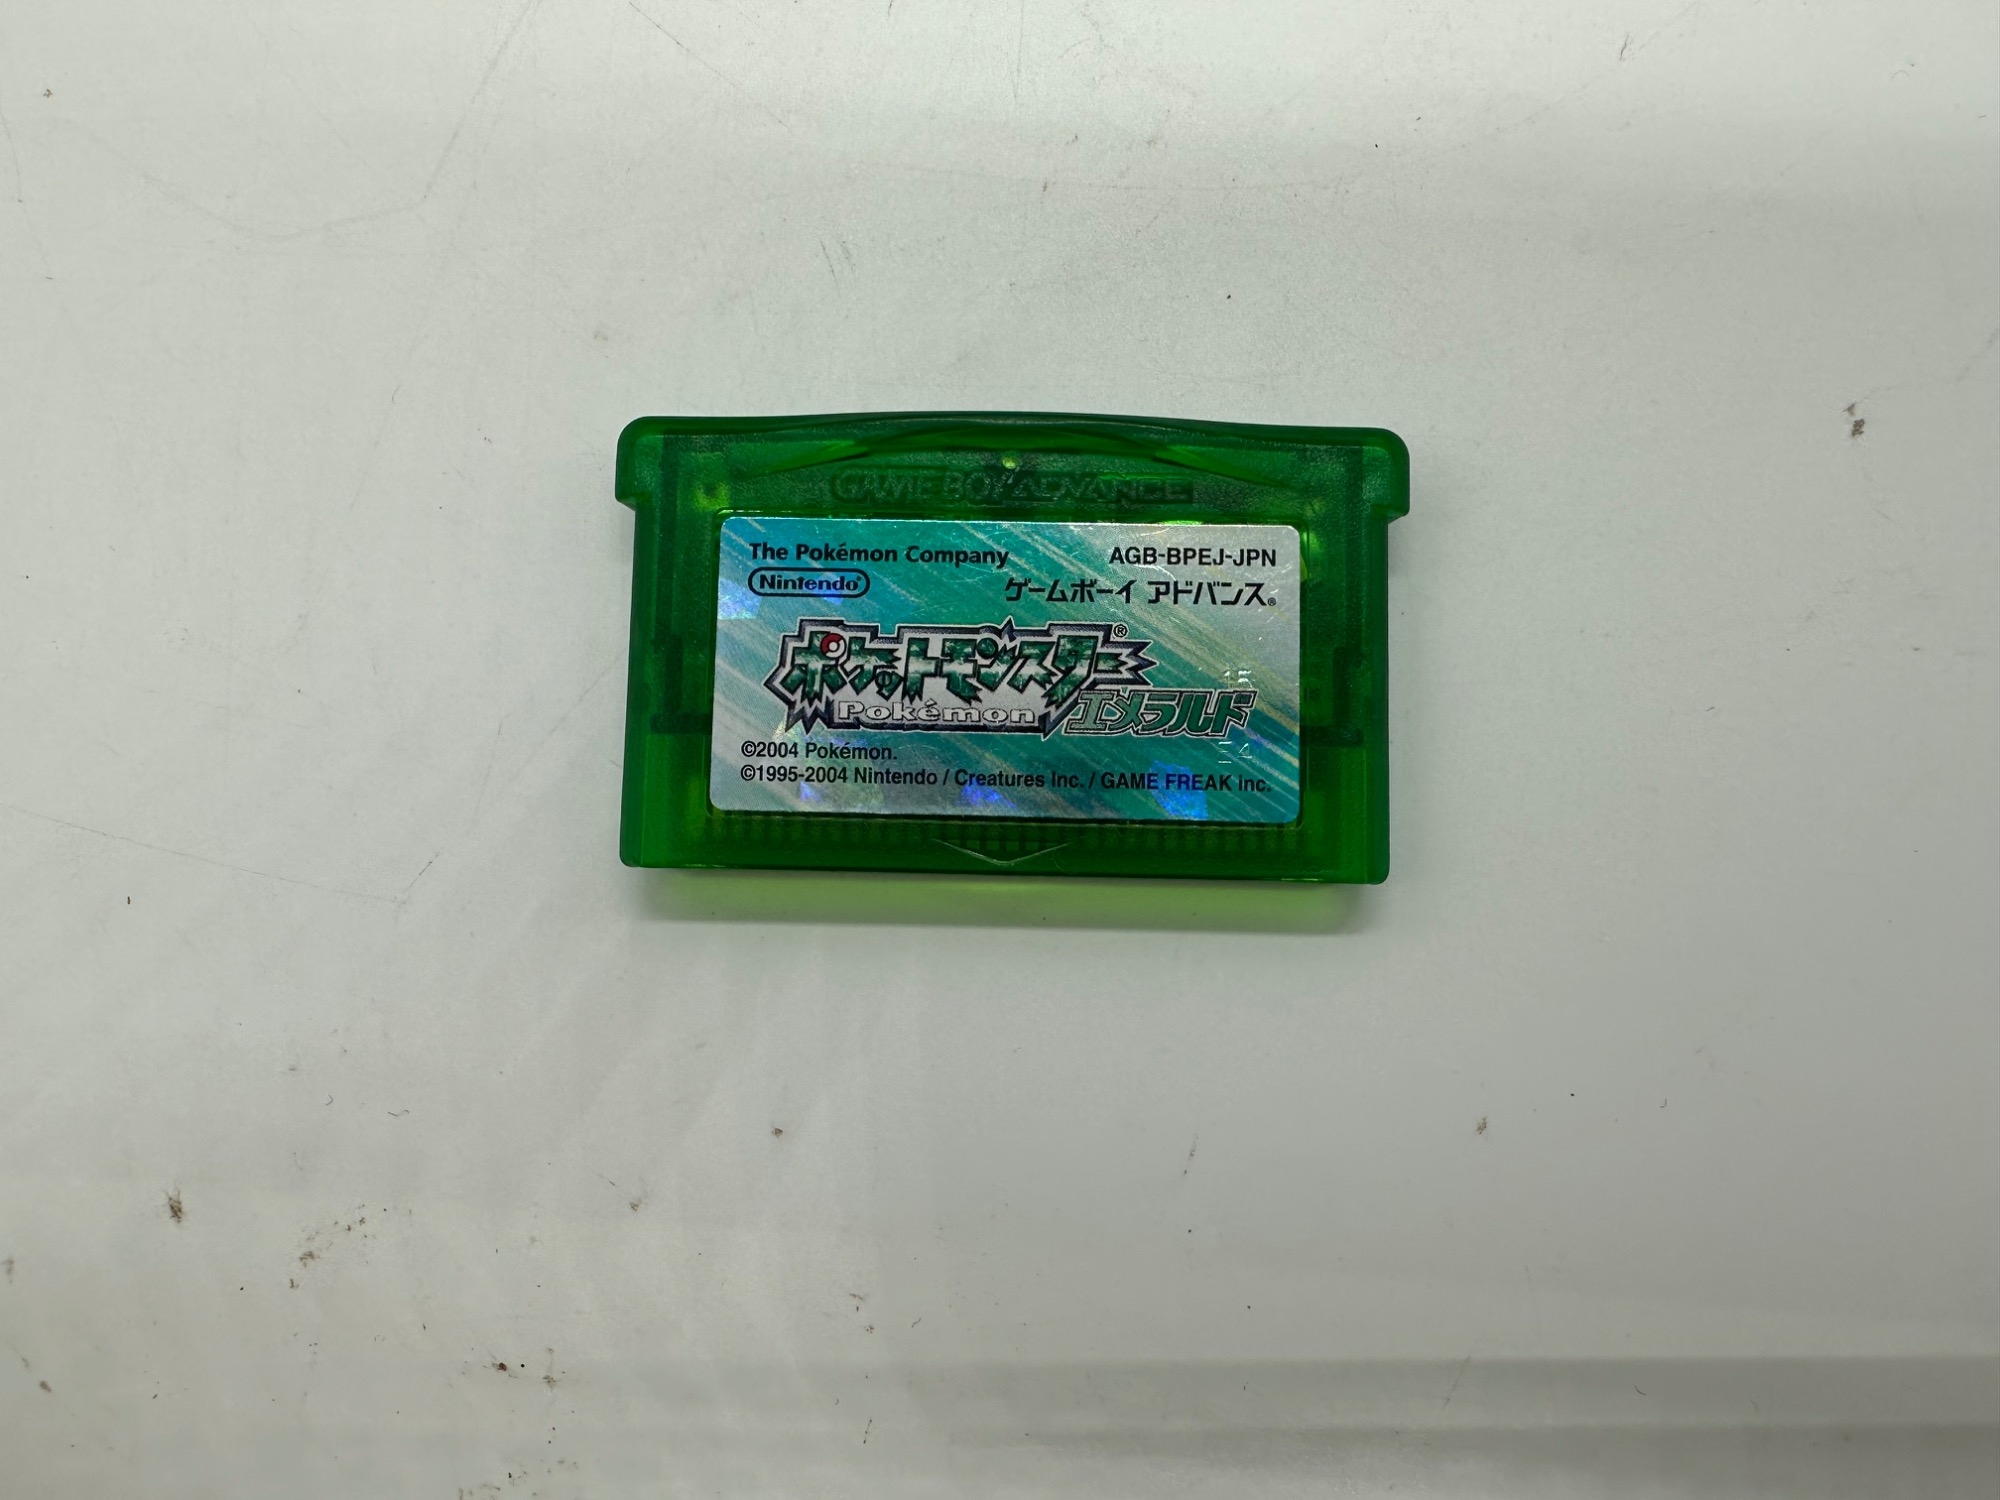 GAME BOY ADVANCE
The Pokémon Company AGB-BPEJ-JPN
Nintendo® ゲームボーイ アドバンス®
ポケットモンスター®
Pokémon エメラルド
©2004 Pokémon.
©1995-2004 Nintendo / Creatures Inc. / GAME FREAK inc.